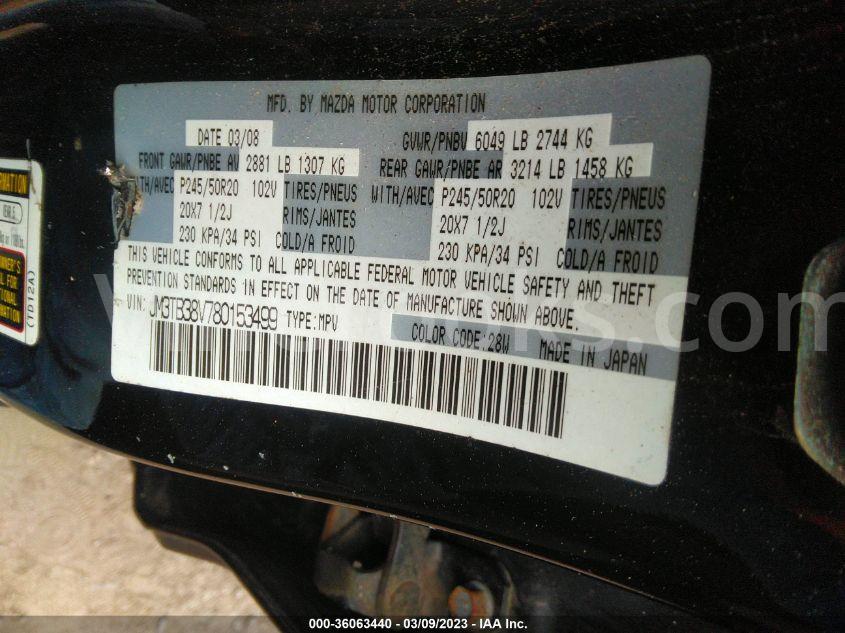 MFD. BY MAZDA MOTOR CORPORATION
DATE 03/08 GVWR/PNBV 6049 LB 2744 KG
FRONT GAWR/PNBE AV 2881 LB 1307 KG REAR GAWR/PNBE AR 3214 LB 1458 KG
WITH/AVEC P245/50R20 102V TIRES/PNEUS WITH/AVEC P245/50R20 102V TIRES/PNEUS
20X7 1/2J RIMS/JANTES 20X7 1/2J RIMS/JANTES
230 KPA/34 PSI COLD/A FROID 230 KPA/34 PSI COLD/A FROID
THIS VEHICLE CONFORMS TO ALL APPLICABLE FEDERAL MOTOR VEHICLE SAFETY AND THEFT
PREVENTION STANDARDS IN EFFECT ON THE DATE OF MANUFACTURE SHOWN ABOVE.
VIN: JM3TB38V780153499 TYPE:MPV
COLOR CODE:28W MADE IN JAPAN
(TD12A)
000-36063440 - 03/09/2023 - IAAI Inc.